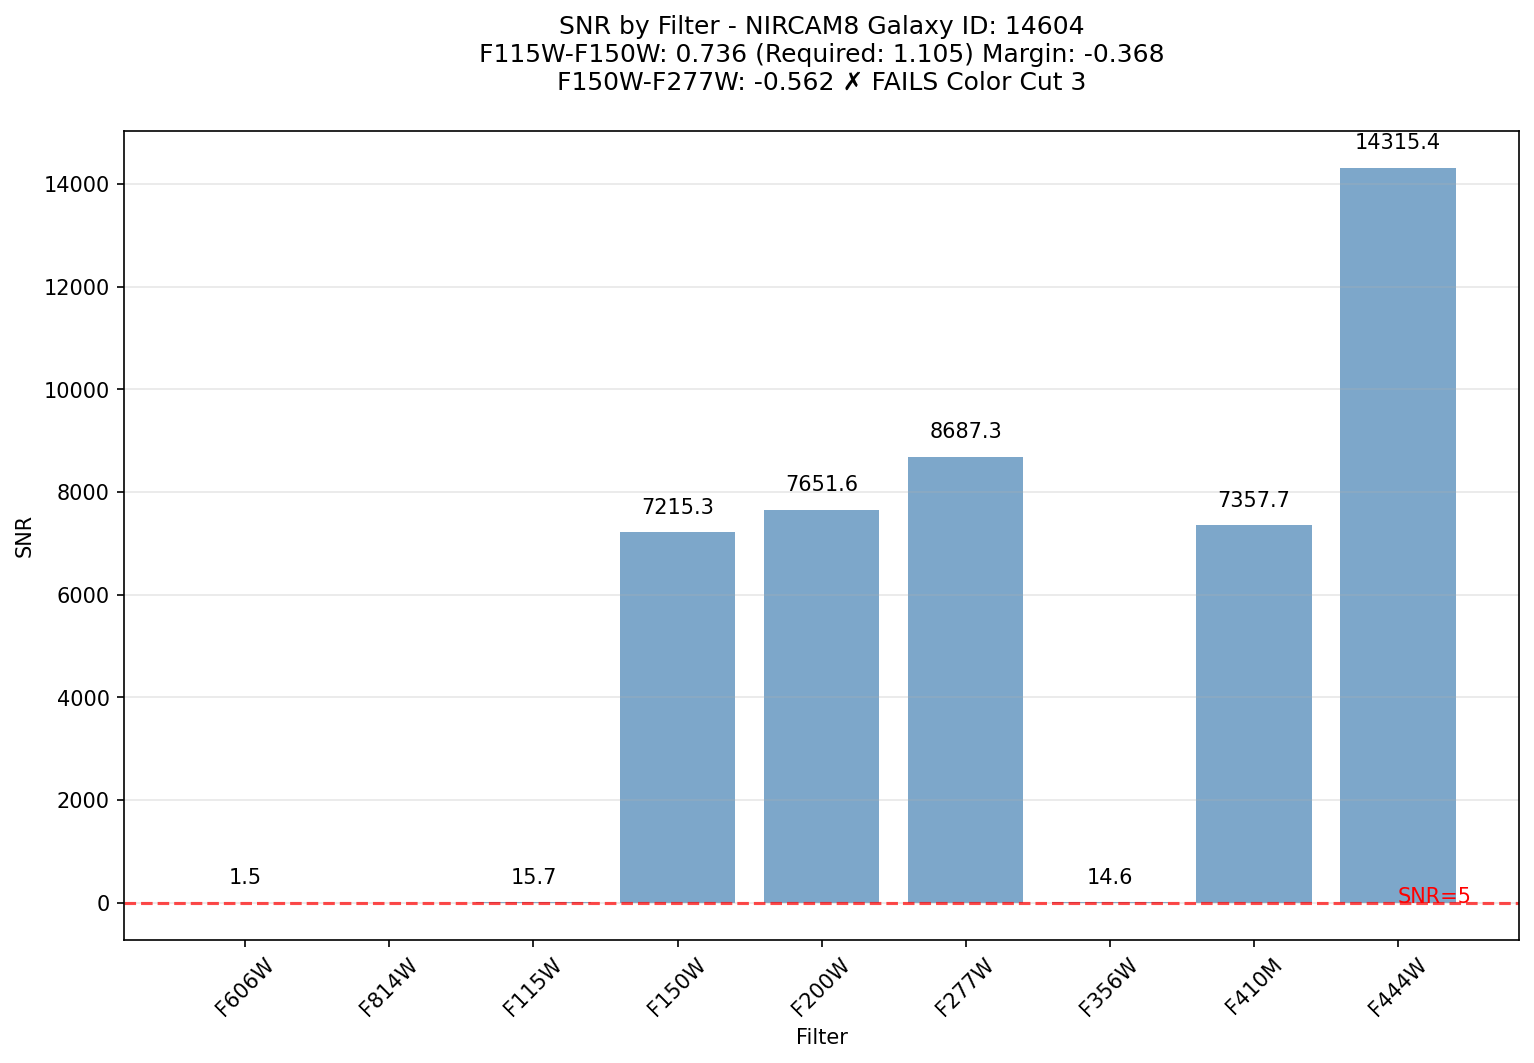 SNR by Filter - NIRCAM8 Galaxy ID: 14604
F115W-F150W: 0.736 (Required: 1.105) Margin: -0.368
F150W-F277W: -0.562 ✗ FAILS Color Cut 3
14315.4
14000
12000
10000
8687.3
8000
7651.6
7357.7
7215.3
SNR
6000
4000
2000
1.5
15.7
14.6
0
SNR=5
F606W
F814W
F115W
F150W
F200W
F277W
F356W
F410M
F444W
Filter